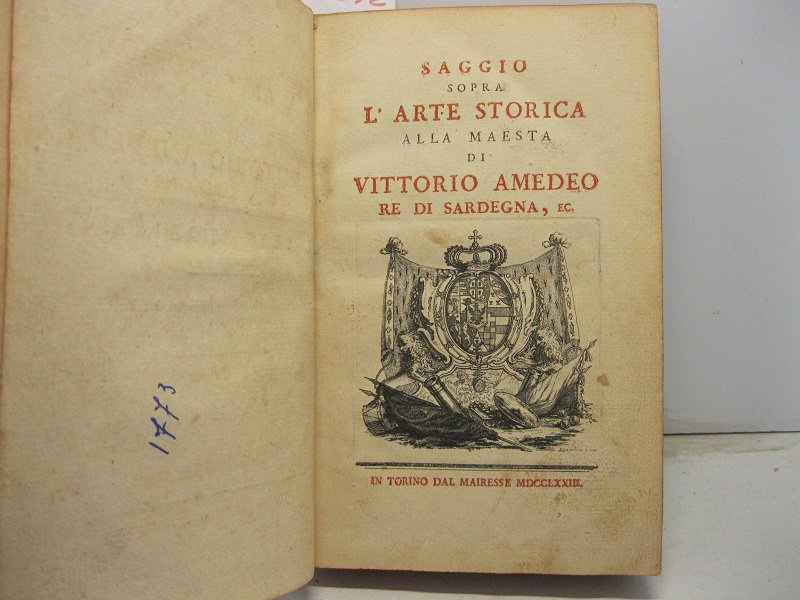 1773
SAGGIO
SOPRA
L' ARTE STORICA
ALLA MAESTA
DI
VITTORIO AMEDEO
RE DI SARDEGNA, EC.
IN TORINO DAL MAIRESSE MDCCLXXIII.